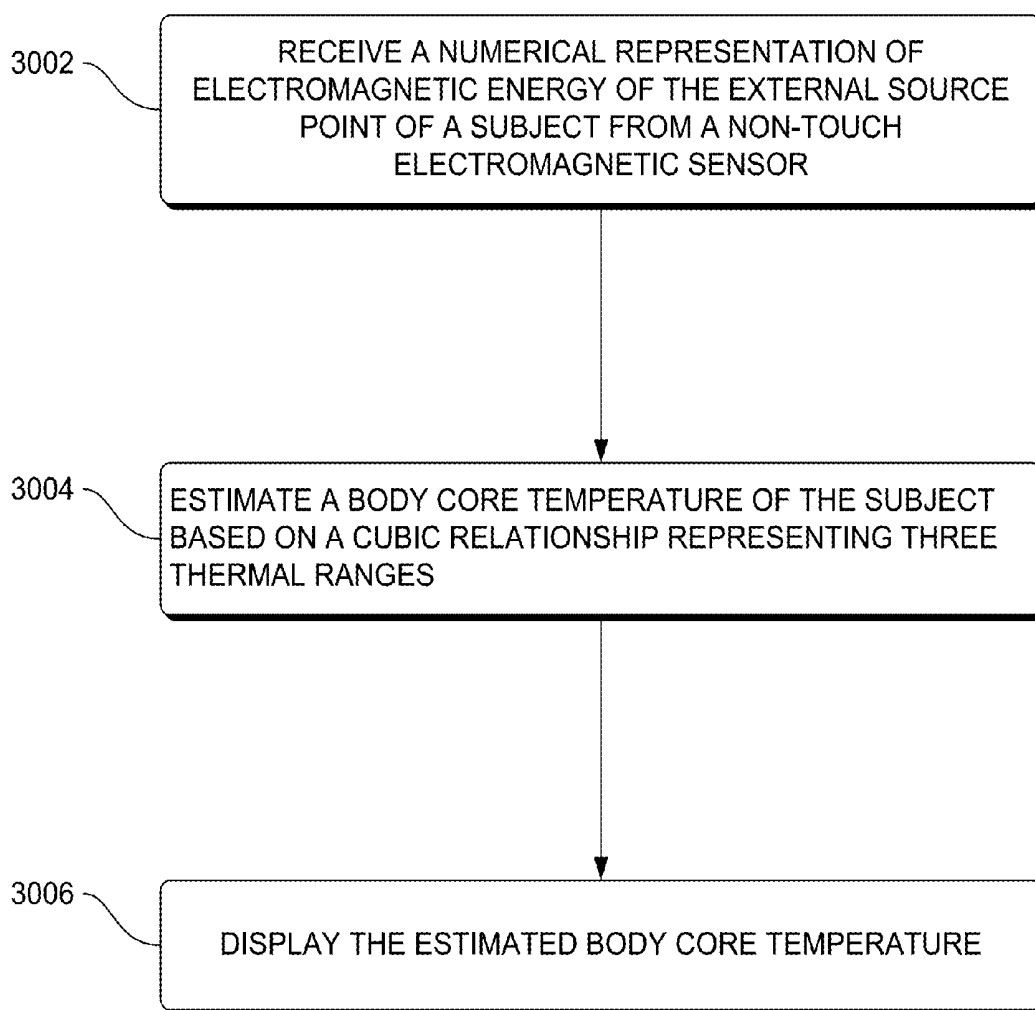 3002
RECEIVE A NUMERICAL REPRESENTATION OF
ELECTROMAGNETIC ENERGY OF THE EXTERNAL SOURCE
POINT OF A SUBJECT FROM A NON-TOUCH
ELECTROMAGNETIC SENSOR
3004
ESTIMATE A BODY CORE TEMPERATURE OF THE SUBJECT
BASED ON A CUBIC RELATIONSHIP REPRESENTING THREE
THERMAL RANGES
3006
DISPLAY THE ESTIMATED BODY CORE TEMPERATURE